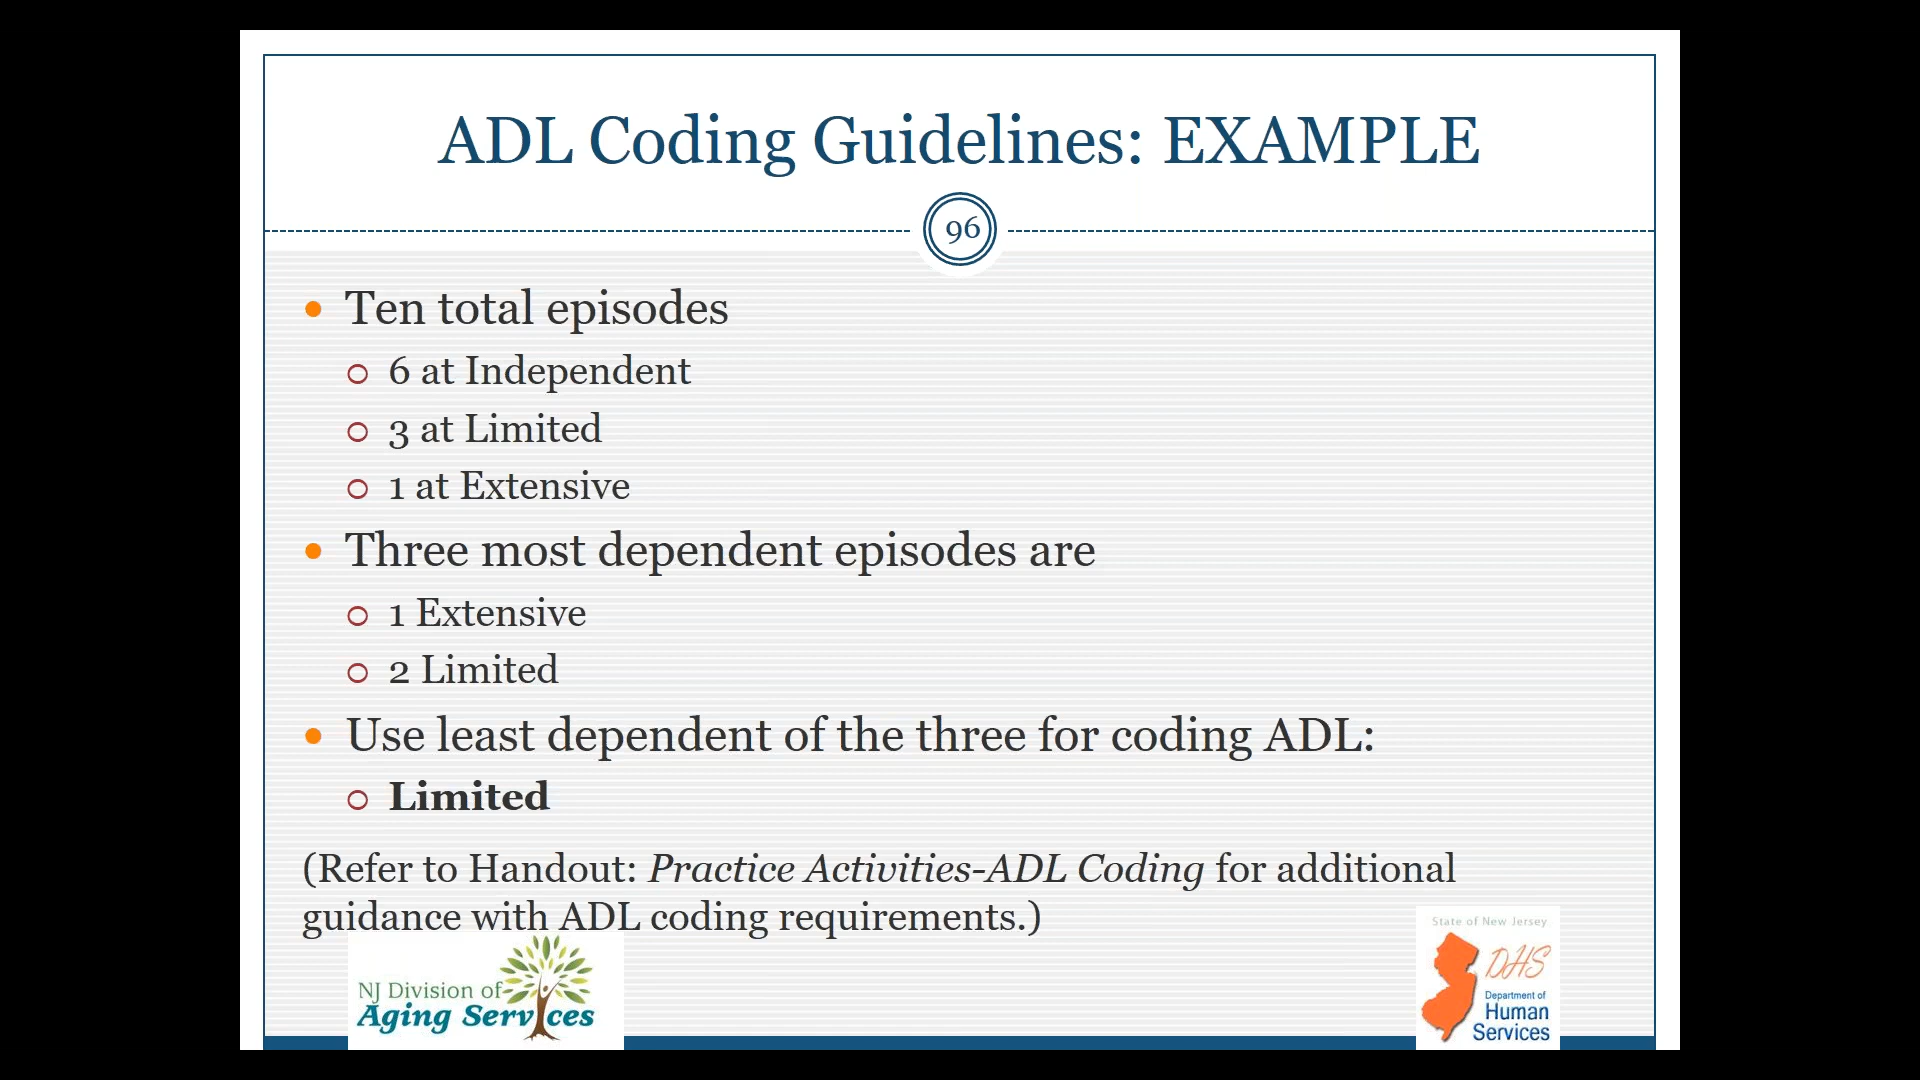 ADL Coding Guidelines: EXAMPLE
96
Ten total episodes
6 at Independent
3 at Limited
1 at Extensive
Three most dependent episodes are
1 Extensive
2 Limited
Use least dependent of the three for coding ADL:
Limited
(Refer to Handout: Practice Activities-ADL Coding for additional
guidance with ADL coding requirements.)
NJ Division of
Aging Services
State of New Jersey
DHS
Department of
Human
Services